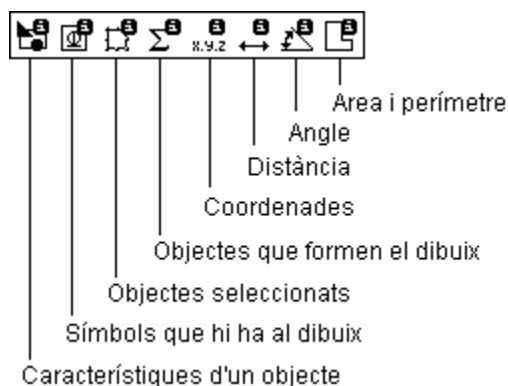 x.y.z
Area i perímetre
Angle
Distància
Coordenades
Objectes que formen el dibuix
Objectes seleccionats
Símbols que hi ha al dibuix
Característiques d'un objecte